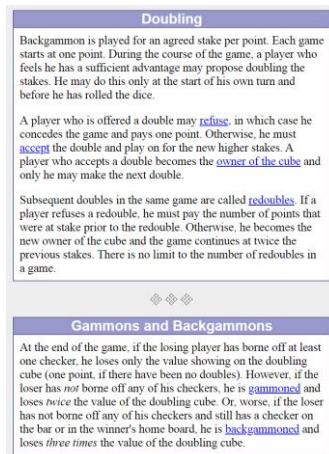 Doubling
Backgammon is played for an agreed stake per point. Each game
starts at one point. During the course of the game, a player who
feels he has a sufficient advantage may propose doubling the
stakes. He may do this only at the start of his own turn and
before he has rolled the dice.
A player who is offered a double may refuse, in which case he
concedes the game and pays one point. Otherwise, he must
accept the double and play on for the new higher stakes. A
player who accepts a double becomes the owner of the cube and
only he may make the next double.
Subsequent doubles in the same game are called redoubles. If a
player refuses a redouble, he must pay the number of points that
were at stake prior to the redouble. Otherwise, he becomes the
new owner of the cube and the game continues at twice the
previous stakes. There is no limit to the number of redoubles in
a game.
Gammons and Backgammons
At the end of the game, if the losing player has borne off at least
one checker, he loses only the value showing on the doubling
cube (one point, if there have been no doubles). However, if the
loser has not borne off any of his checkers, he is gammoned and
loses twice the value of the doubling cube. Or, worse, if the loser
has not borne off any of his checkers and still has a checker on
the bar or in the winner's home board, he is backgammoned and
loses three times the value of the doubling cube.